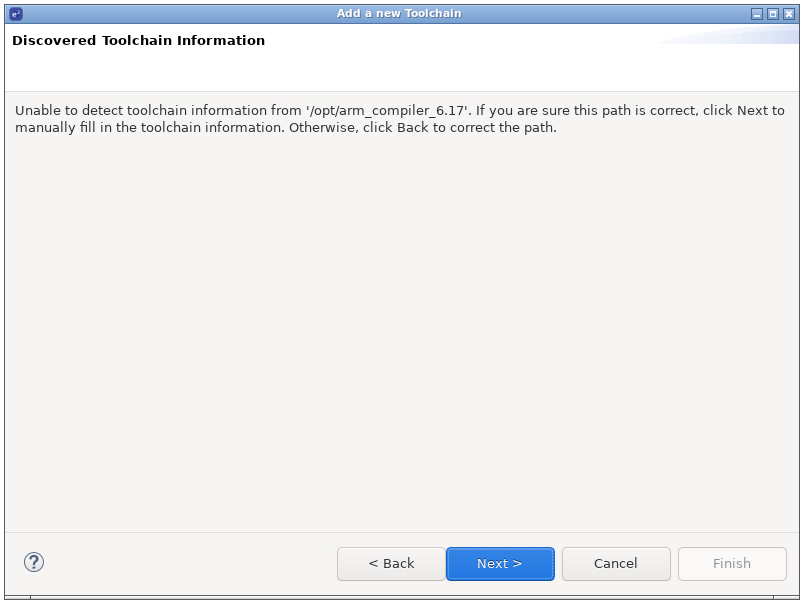 Add a new Toolchain
Discovered Toolchain Information
Unable to detect toolchain information from '/opt/arm_compiler_6.17'. If you are sure this path is correct, click Next to
manually fill in the toolchain information. Otherwise, click Back to correct the path.
?
< Back
Next >
Cancel
Finish